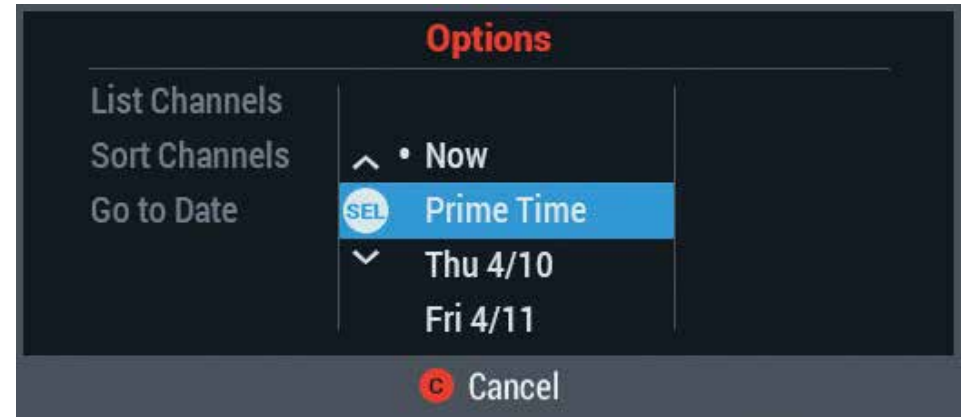 Options
List Channels
Sort Channels
Go to Date
• Now
SEL Prime Time
Thu 4/10
Fri 4/11
C Cancel